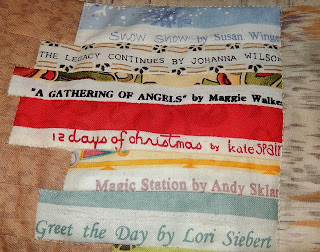 Snow Show by Susan Winge
THE LEGACY CONTINUES BY JOHANNA WILSON
"A GATHERING OF ANGELS" by Maggie Walker
12 days of christmas by kate spain
Magic Station by Andy Sklar
Greet the Day by Lori Siebert